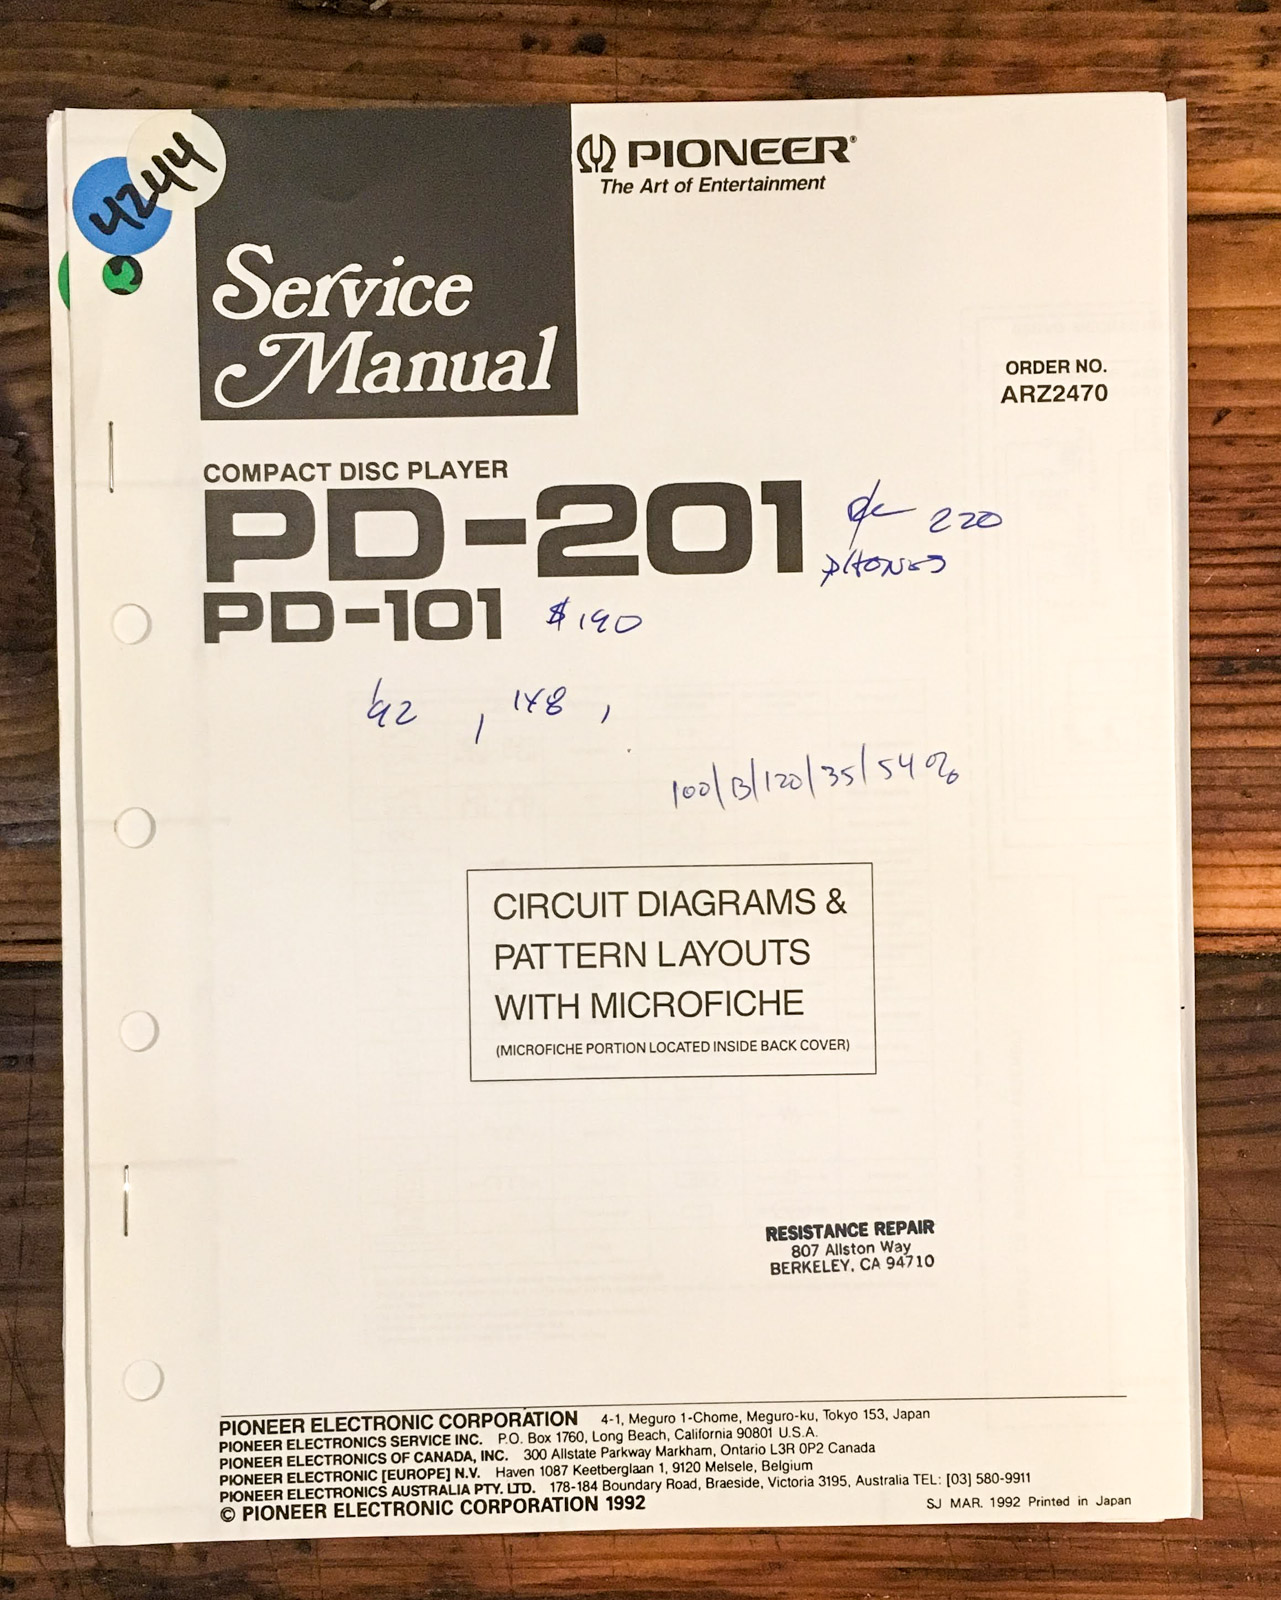 4244
PIONEER®
The Art of Entertainment
Service
Manual
ORDER NO.
ARZ2470
COMPACT DISC PLAYER
PD-201
220
PHONES
PD-101 $190
'92 , 148 ,
100/13/120/35/54%
CIRCUIT DIAGRAMS &
PATTERN LAYOUTS
WITH MICROFICHE
(MICROFICHE PORTION LOCATED INSIDE BACK COVER)
RESISTANCE REPAIR
807 Allston Way
BERKELEY, CA 94710
PIONEER ELECTRONIC CORPORATION 4-1, Meguro 1-Chome, Meguro-ku, Tokyo 153, Japan
PIONEER ELECTRONICS SERVICE INC. P.O. Box 1760, Long Beach, California 90801 U.S.A.
PIONEER ELECTRONICS OF CANADA, INC. 300 Allstate Parkway Markham, Ontario L3R 0P2 Canada
PIONEER ELECTRONIC [EUROPE] N.V. Haven 1087 Keetberglaan 1, 9120 Melsele, Belgium
PIONEER ELECTRONICS AUSTRALIA PTY. LTD. 178-184 Boundary Road, Braeside, Victoria 3195, Australia TEL: [03] 580-9911
© PIONEER ELECTRONIC CORPORATION 1992
SJ MAR. 1992 Printed in Japan